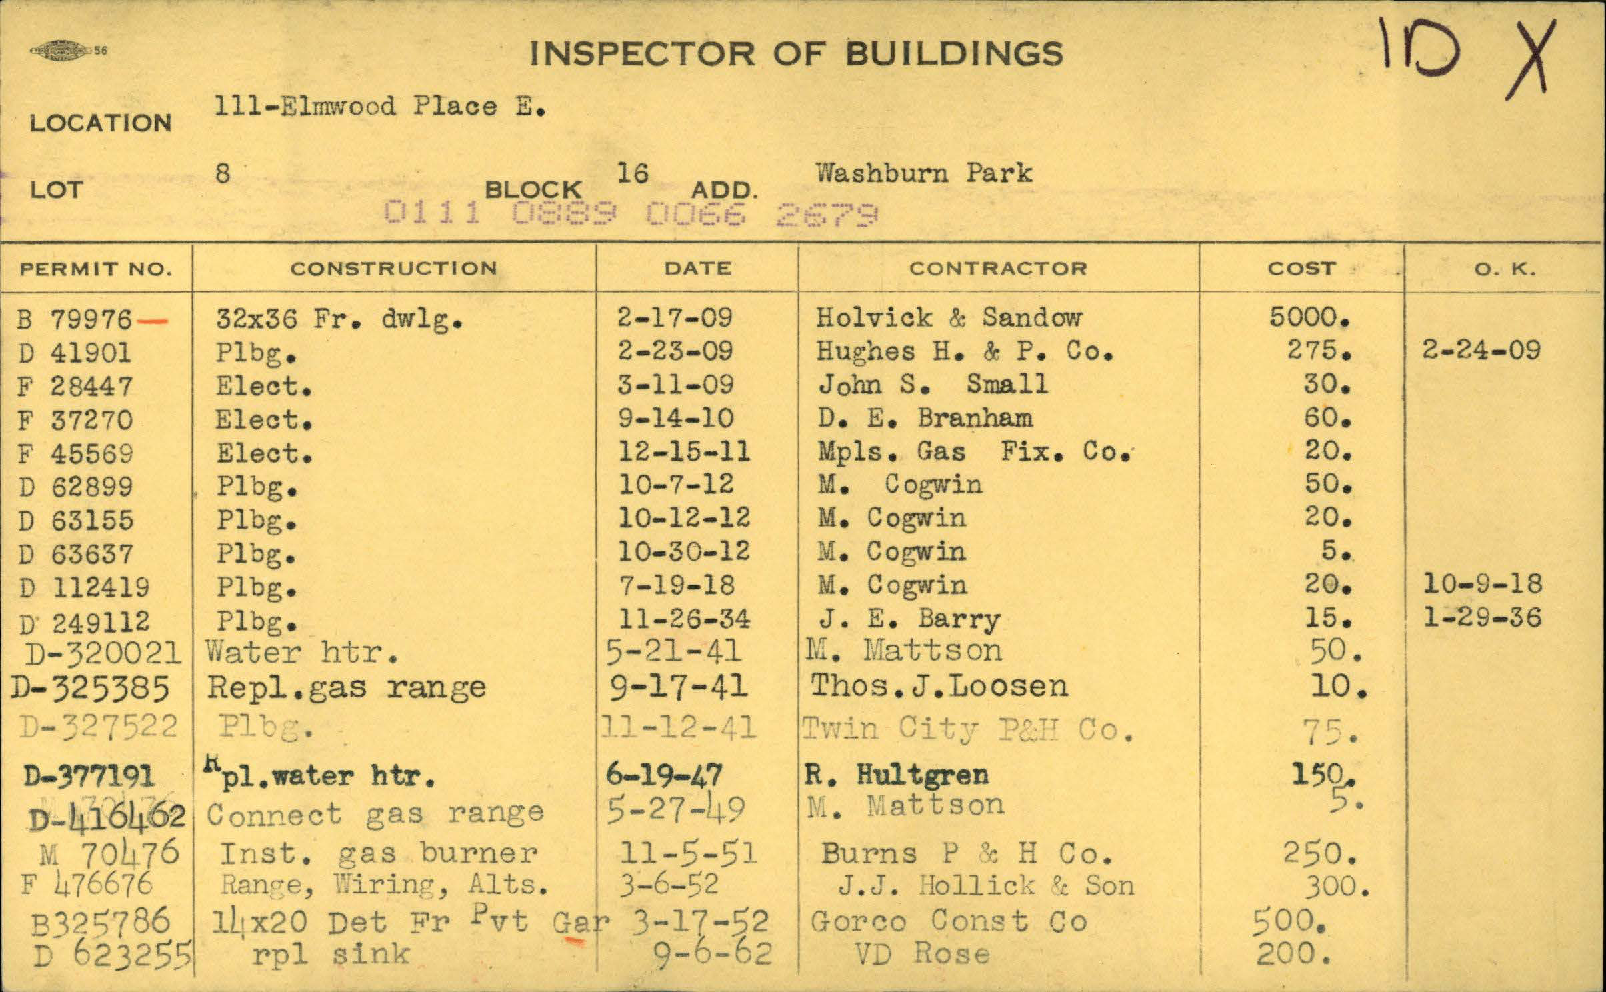 56
INSPECTOR OF BUILDINGS
ID X
LOCATION 111-Elmwood Place E.
LOT 8 BLOCK 16 ADD. Washburn Park
0111 0889 0066 2679
PERMIT NO. CONSTRUCTION DATE CONTRACTOR COST O. K.
B 79976 32x36 Fr. dwlg. 2-17-09 Holvick & Sandow 5000.
D 41901 Plbg. 2-23-09 Hughes H. & P. Co. 275. 2-24-09
F 28447 Elect. 3-11-09 John S. Small 30.
F 37270 Elect. 9-14-10 D. E. Branham 60.
F 45569 Elect. 12-15-11 Mpls. Gas Fix. Co. 20.
D 62899 Plbg. 10-7-12 M. Cogwin 50.
D 63155 Plbg. 10-12-12 M. Cogwin 20.
D 63637 Plbg. 10-30-12 M. Cogwin 5.
D 112419 Plbg. 7-19-18 M. Cogwin 20. 10-9-18
D 249112 Plbg. 11-26-34 J. E. Barry 15. 1-29-36
D-320021 Water htr. 5-21-41 M. Mattson 50.
D-325385 Repl.gas range 9-17-41 Thos.J.Loosen 10.
D-327522 Plbg. 11-12-41 Twin City P&H Co. 75.
D-377191 Rpl.water htr. 6-19-47 R. Hultgren 150.
D-416462 Connect gas range 5-27-49 M. Mattson 5.
M 70476 Inst. gas burner 11-5-51 Burns P & H Co. 250.
F 476676 Range, Wiring, Alts. 3-6-52 J.J. Hollick & Son 300.
B325786 14x20 Det Fr Pvt Gar 3-17-52 Gorco Const Co 500.
D 623255 rpl sink 9-6-62 VD Rose 200.